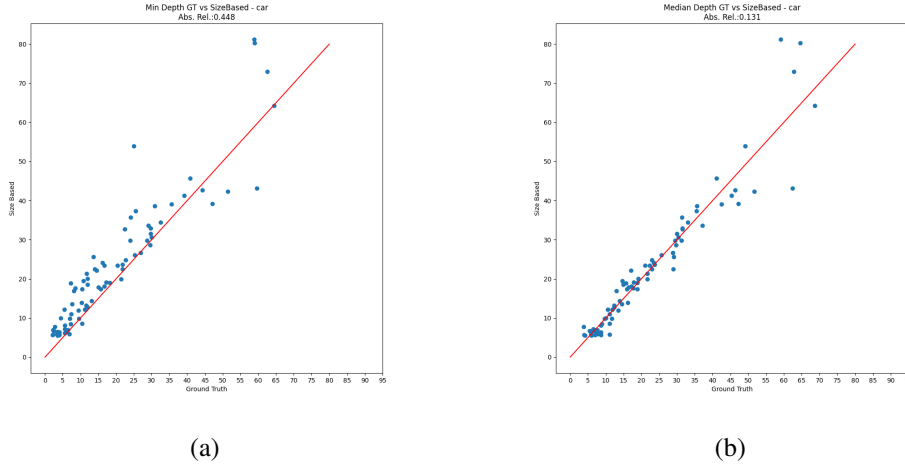 Min Depth GT vs SizeBased - car
Abs. Rel.:0.448
80
70
60
50
40
30
20
10
0
Size Based
0 5 10 15 20 25 30 35 40 45 50 55 60 65 70 75 80 85 90 95
Ground Truth
(a)
Median Depth GT vs SizeBased - car
Abs. Rel.:0.131
80
70
60
50
40
30
20
10
0
Size Based
0 5 10 15 20 25 30 35 40 45 50 55 60 65 70 75 80 85 90
Ground Truth
(b)